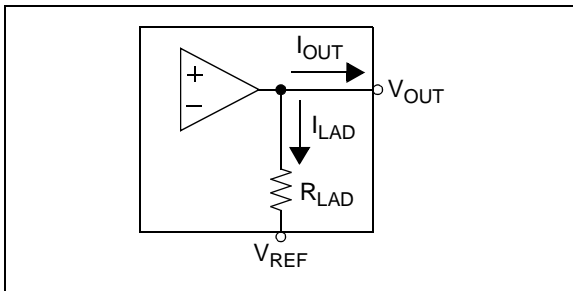 I_OUT
+
−
V_OUT
I_LAD
R_LAD
V_REF